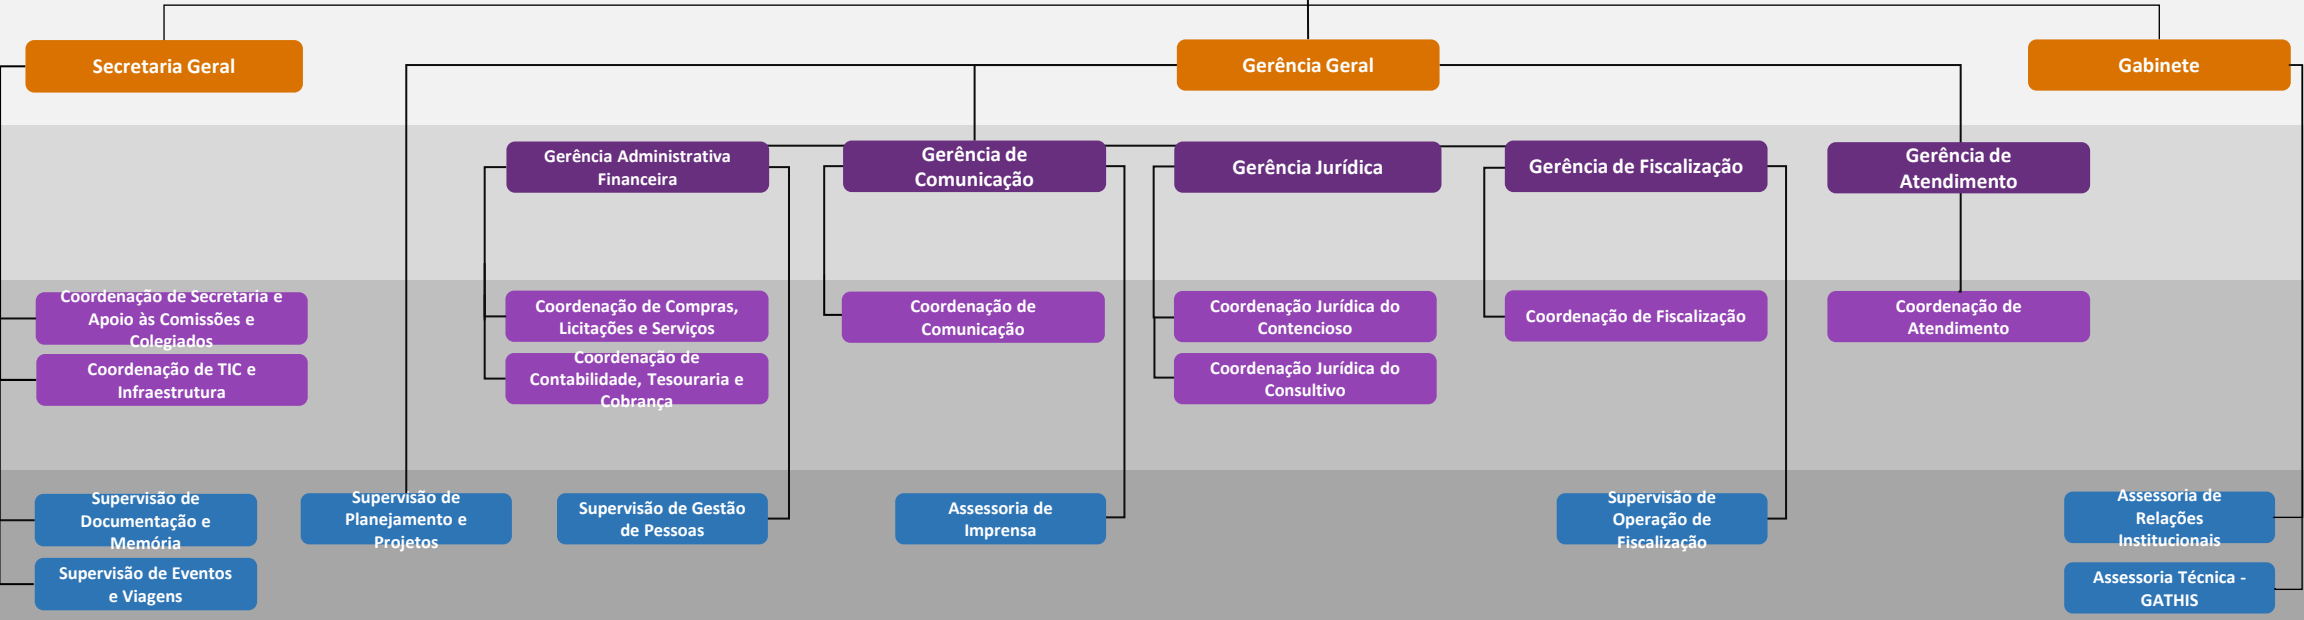 Secretaria Geral
Gerência Geral
Gabinete
Gerência Administrativa
Financeira
Gerência de
Comunicação
Gerência Jurídica
Gerência de Fiscalização
Gerência de
Atendimento
Coordenação de Secretaria e
Apoio às Comissões e
Colegiados
Coordenação de Compras,
Licitações e Serviços
Coordenação de
Comunicação
Coordenação Jurídica do
Contencioso
Coordenação de Fiscalização
Coordenação de
Atendimento
Coordenação de TIC e
Infraestrutura
Coordenação de
Contabilidade, Tesouraria e
Cobrança
Coordenação Jurídica do
Consultivo
Supervisão de
Documentação e
Memória
Supervisão de
Planejamento e
Projetos
Supervisão de Gestão
de Pessoas
Assessoria de
Imprensa
Supervisão de
Operação de
Fiscalização
Assessoria de
Relações
Institucionais
Supervisão de Eventos
e Viagens
Assessoria Técnica -
GATHIS